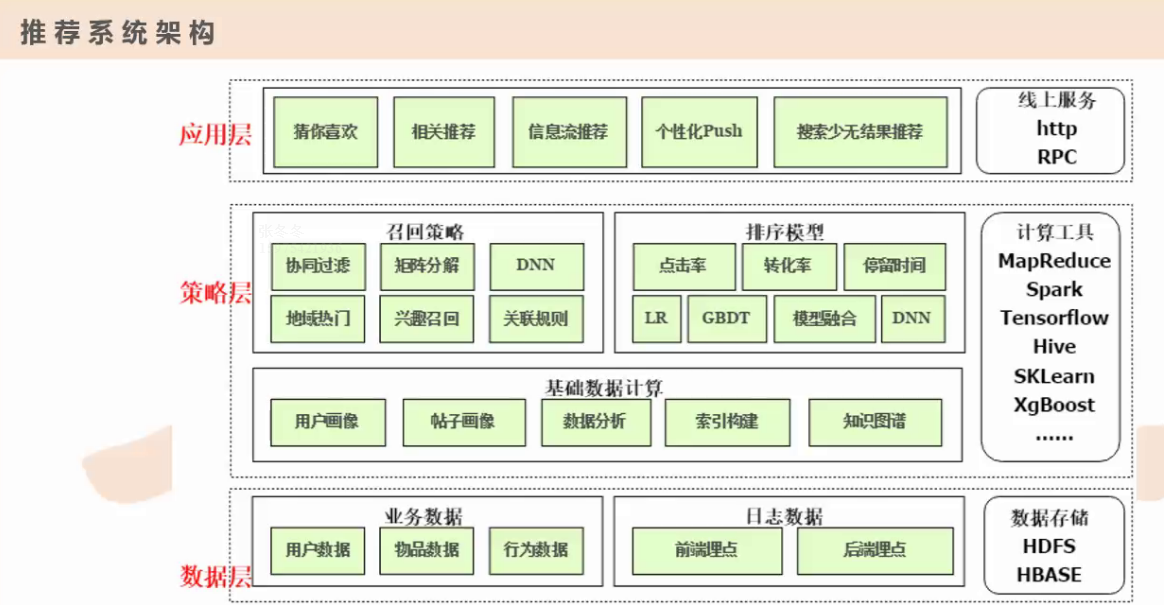 推荐系统架构
应用层
猜你喜欢 相关推荐 信息流推荐 个性化Push 搜索少无结果推荐
线上服务
http
RPC
策略层
召回策略
协同过滤 矩阵分解 DNN
地域热门 兴趣召回 关联规则
排序模型
点击率 转化率 停留时间
LR GBDT 模型融合 DNN
基础数据计算
用户画像 帖子画像 数据分析 索引构建 知识图谱
计算工具
MapReduce
Spark
Tensorflow
Hive
SKLearn
XgBoost
......
数据层
业务数据
用户数据 物品数据 行为数据
日志数据
前端埋点 后端埋点
数据存储
HDFS
HBASE